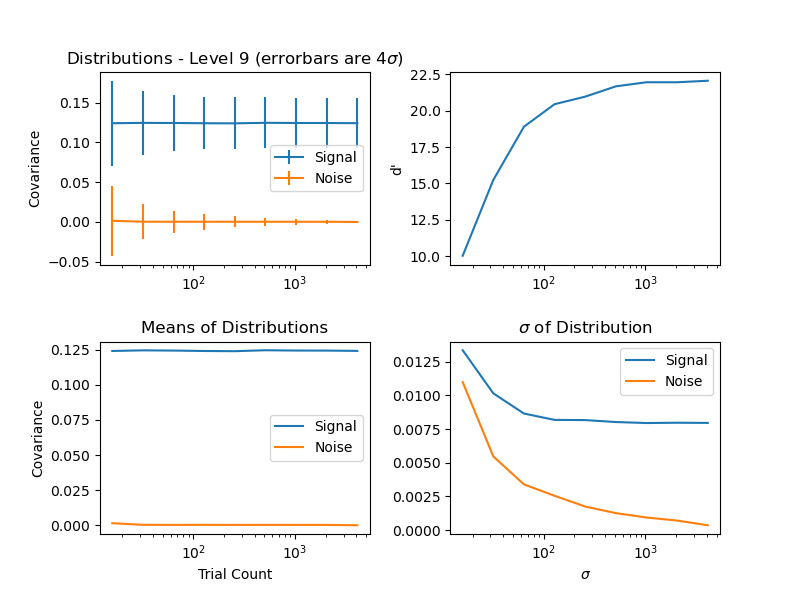 Distributions - Level 9 (errorbars are 4σ)
Covariance
0.15
0.10
0.05
0.00
−0.05
10²
10³
Signal
Noise
d'
22.5
20.0
17.5
15.0
12.5
10.0
10²
10³
Means of Distributions
Covariance
0.125
0.100
0.075
0.050
0.025
0.000
10²
10³
Trial Count
Signal
Noise
σ of Distribution
0.0125
0.0100
0.0075
0.0050
0.0025
0.0000
10²
10³
σ
Signal
Noise